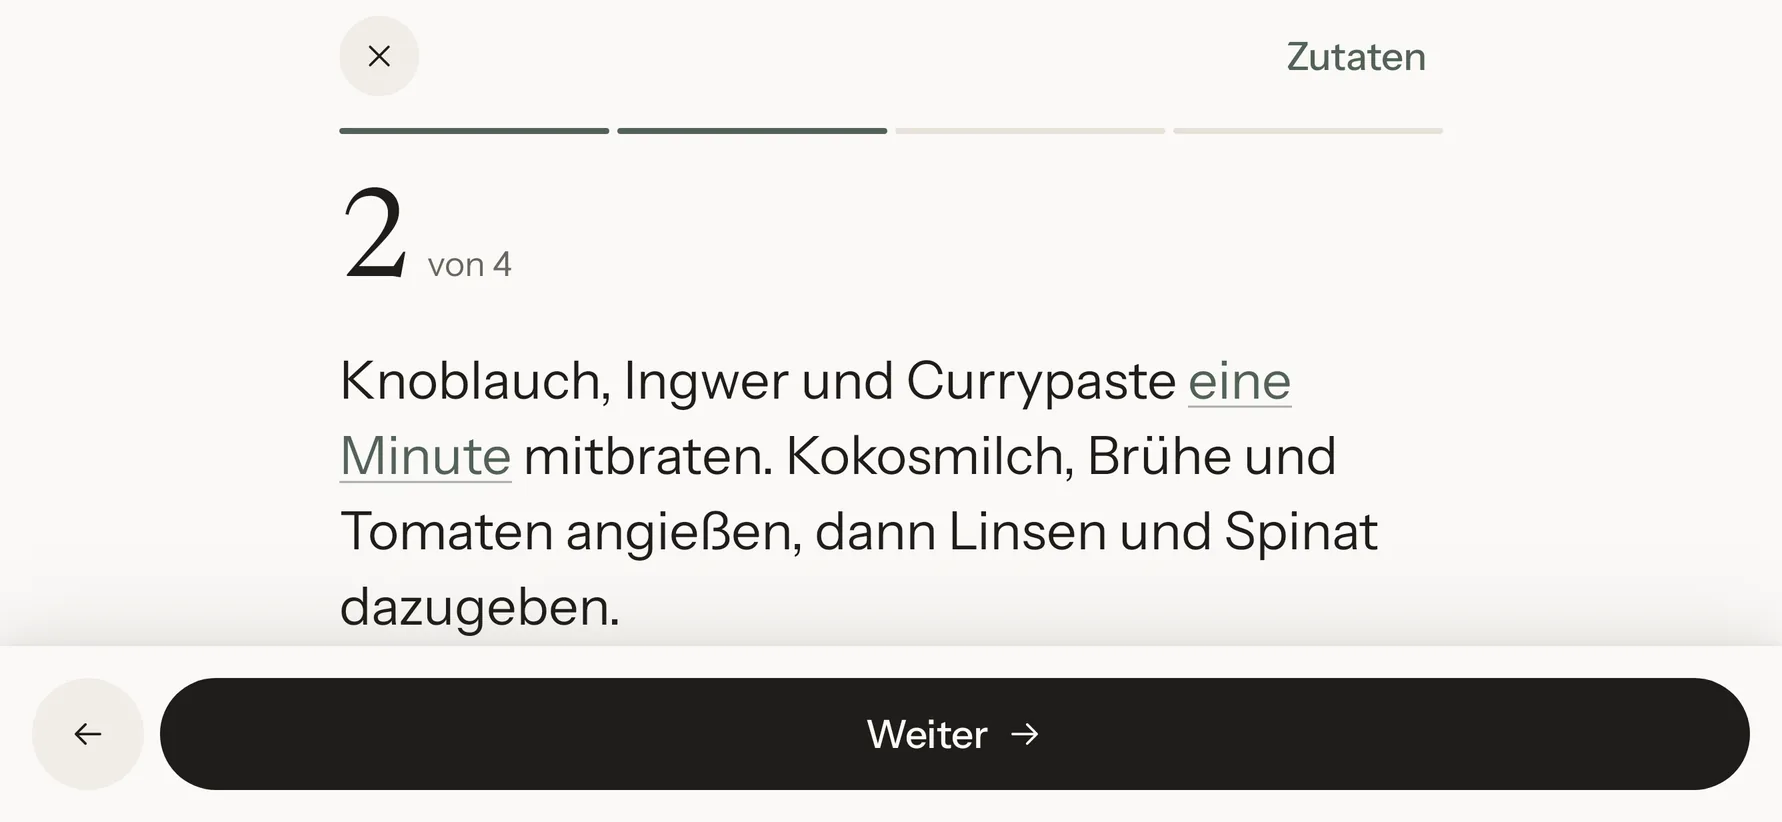 Zutaten
2 von 4
Knoblauch, Ingwer und Currypaste eine
Minute mitbraten. Kokosmilch, Brühe und
Tomaten angießen, dann Linsen und Spinat
dazugeben.
Weiter